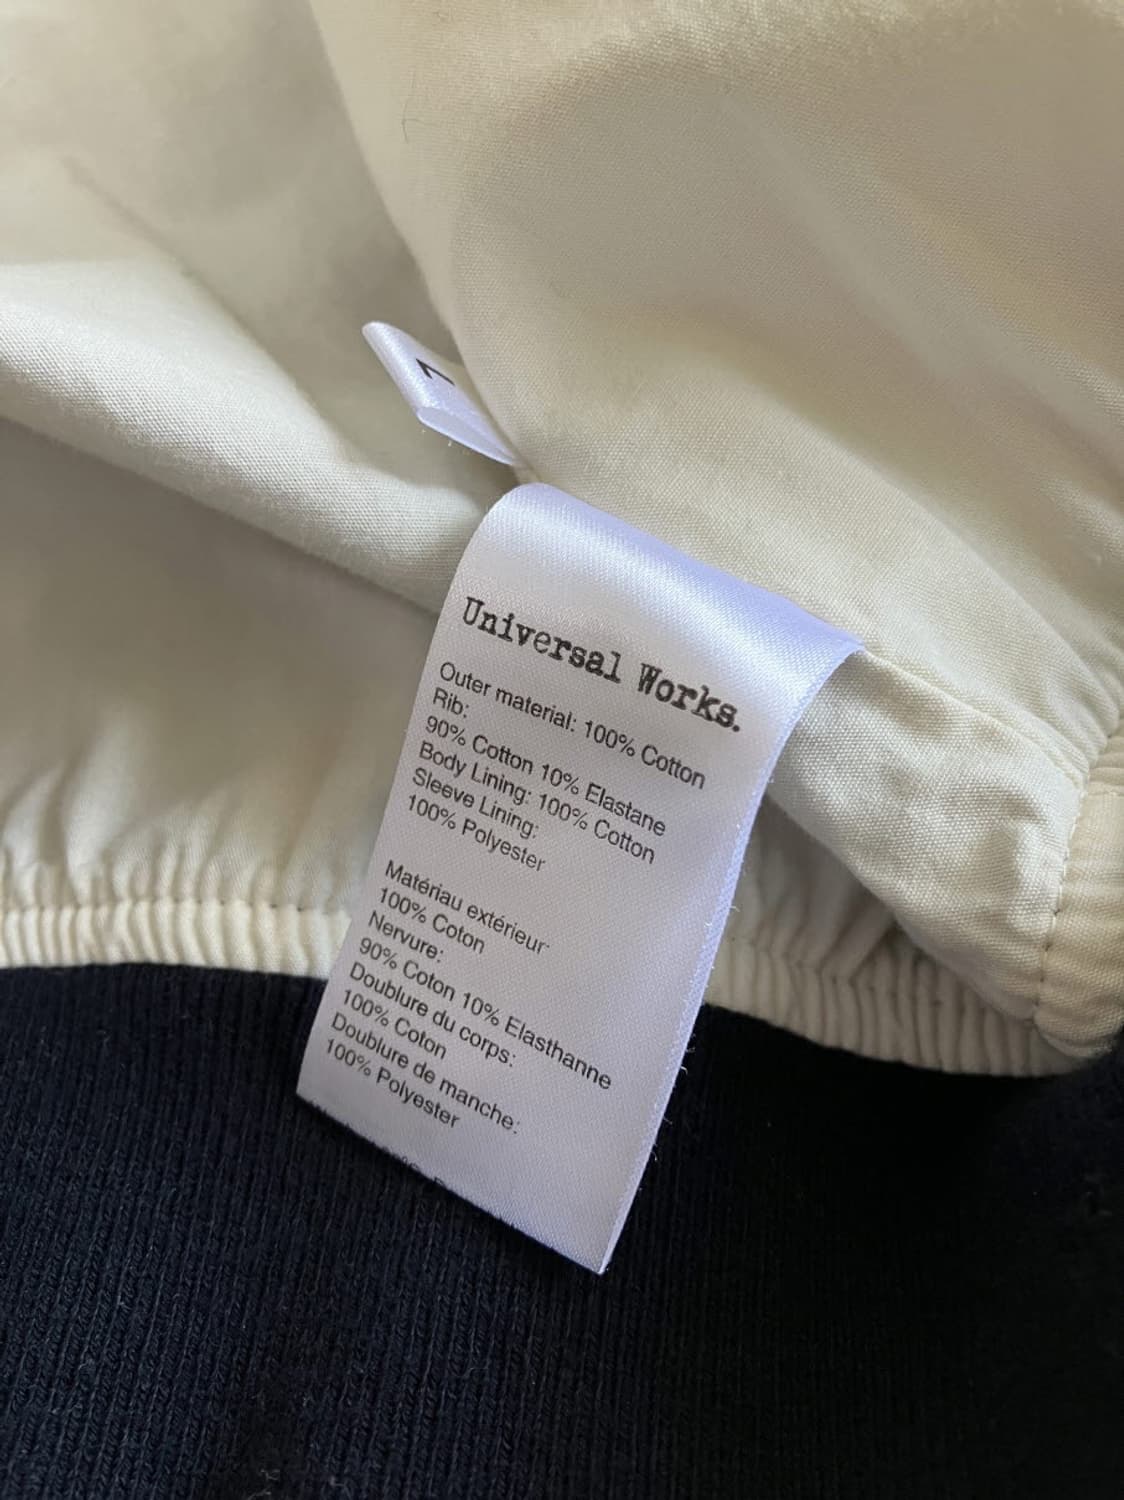 L
Universal Works.
Outer material: 100% Cotton
Rib:
90% Cotton 10% Elastane
Body Lining: 100% Cotton
Sleeve Lining:
100% Polyester
Matériau extérieur:
100% Coton
Nervure:
90% Coton 10% Elasthanne
Doublure du corps:
100% Coton
Doublure de manche:
100% Polyester